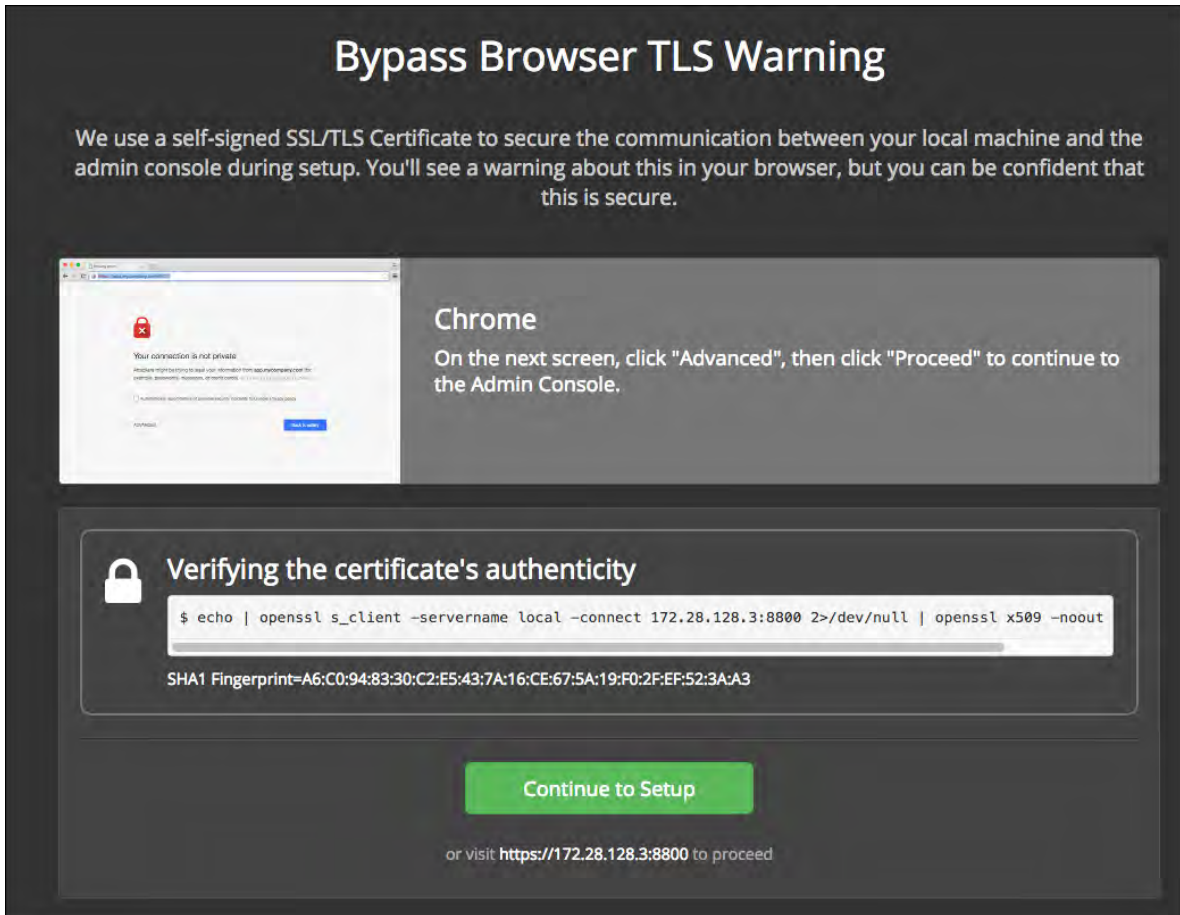 Bypass Browser TLS Warning
We use a self-signed SSL/TLS Certificate to secure the communication between your local machine and the
admin console during setup. You'll see a warning about this in your browser, but you can be confident that
this is secure.
Your connection is not private
Chrome
On the next screen, click "Advanced", then click "Proceed" to continue to
the Admin Console.
Verifying the certificate's authenticity
$ echo | openssl s_client -servername local -connect 172.28.128.3:8800 2>/dev/null | openssl x509 -noout
SHA1 Fingerprint=A6:C0:94:83:30:C2:E5:43:7A:16:CE:67:5A:19:F0:2F:EF:52:3A:A3
Continue to Setup
or visit https://172.28.128.3:8800 to proceed